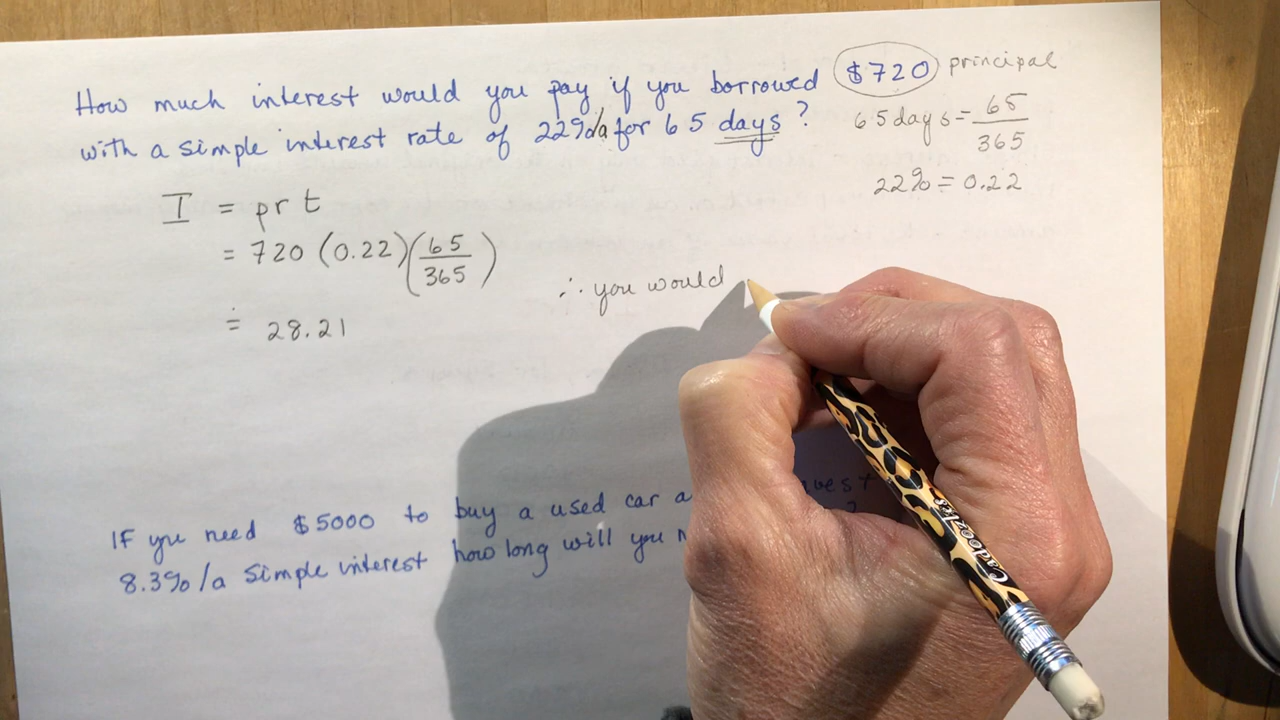 How much interest would you pay if you borrowed $720 principal
with a simple interest rate of 22%/a for 65 days?
65 days = 65/365
22% = 0.22
I = prt
= 720 (0.22)(65/365)
≐ 28.21
∴ you would
IF you need $5000 to buy a used car
8.3%/a simple interest how long will you
Cadoozles